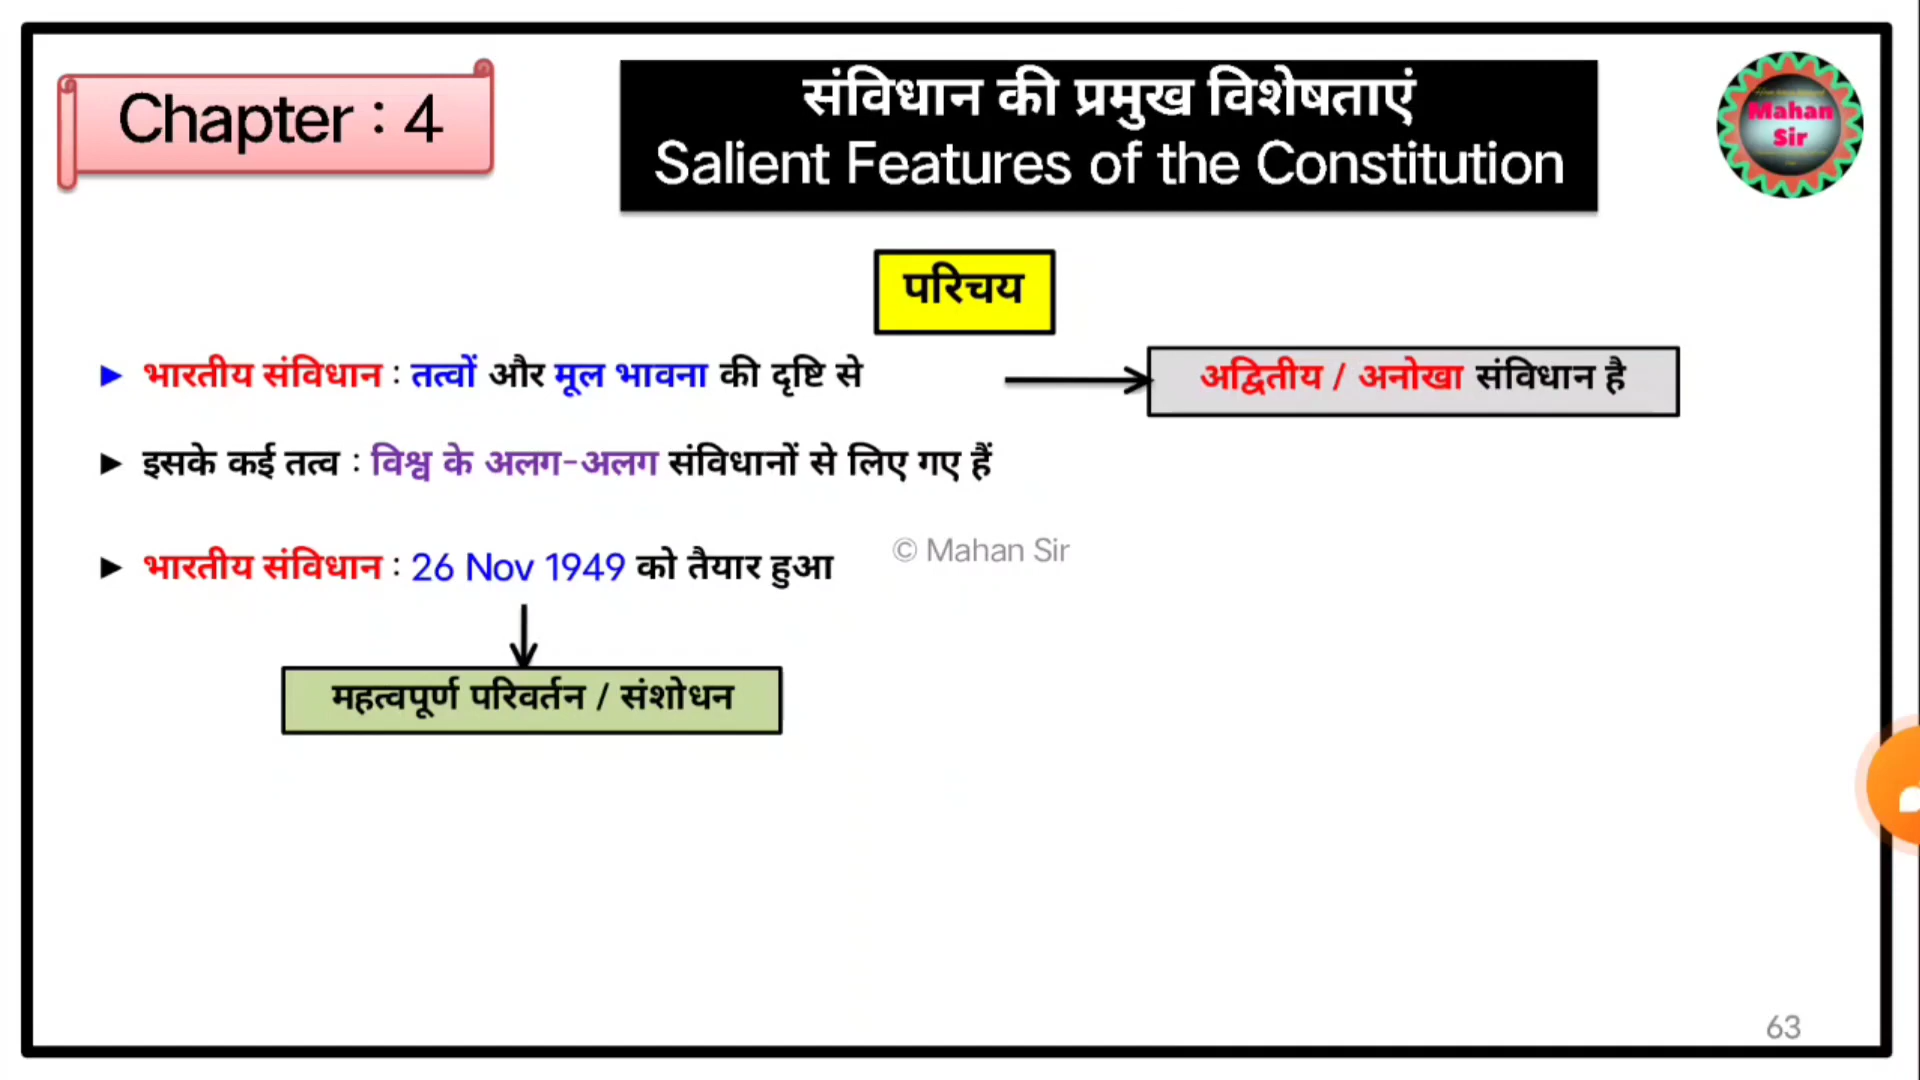 Chapter : 4
संविधान की प्रमुख विशेषताएं
Salient Features of the Constitution
Mahan
Sir
परिचय
► भारतीय संविधान : तत्वों और मूल भावना की दृष्टि से
अद्वितीय / अनोखा संविधान है
► इसके कई तत्व : विश्व के अलग-अलग संविधानों से लिए गए हैं
► भारतीय संविधान : 26 Nov 1949 को तैयार हुआ
© Mahan Sir
महत्वपूर्ण परिवर्तन / संशोधन
63